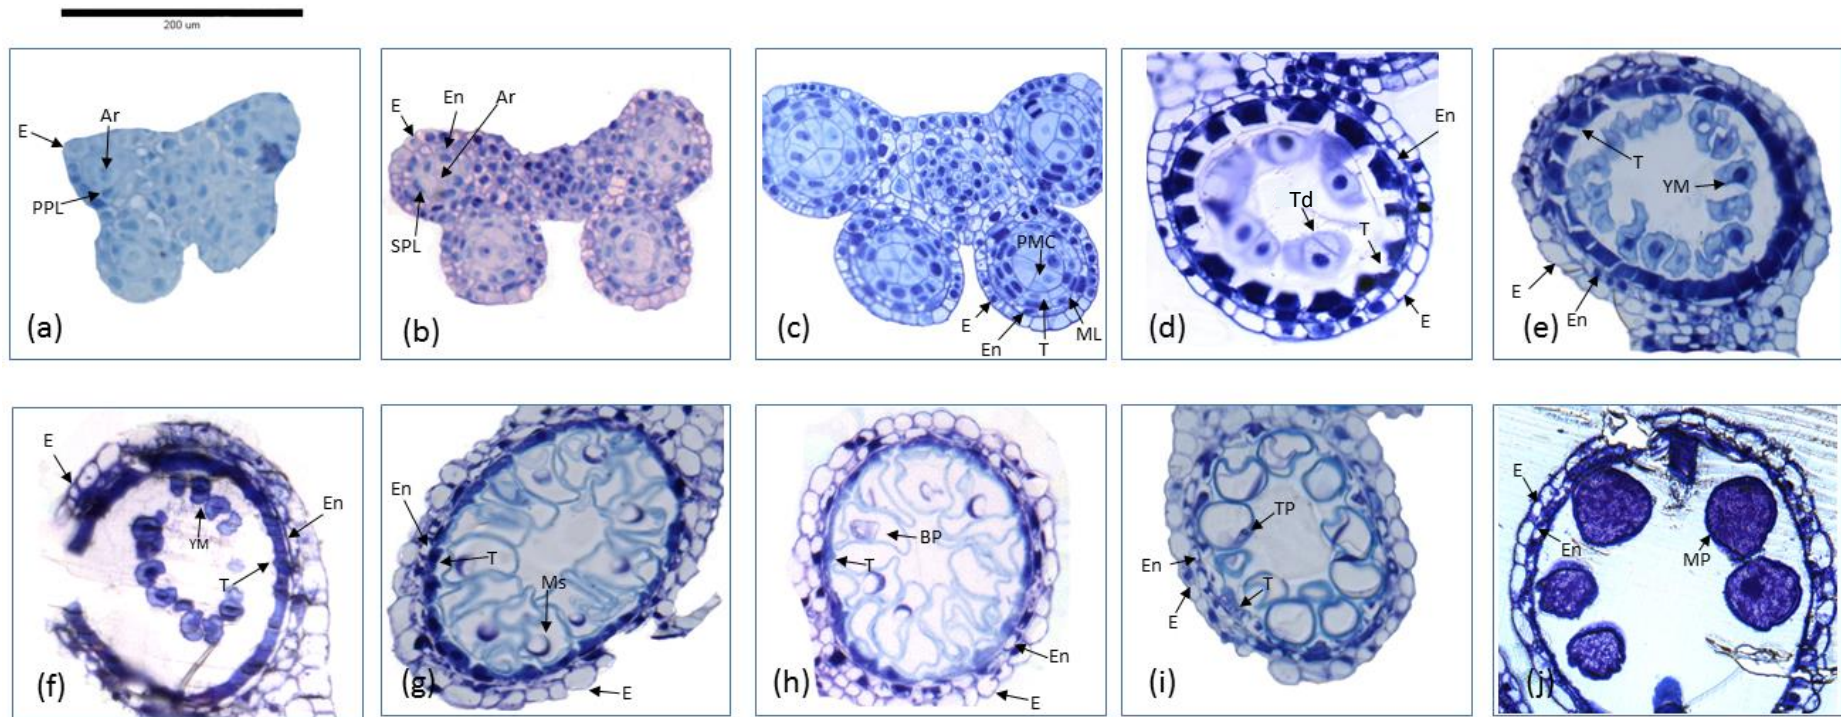 200 um
E
Ar
PPL
(a)
E
En
Ar
SPL
(b)
PMC
E
En
T
ML
(c)
En
Td
T
E
(d)
T
YM
E
En
(e)
E
En
YM
T
(f)
En
T
Ms
E
(g)
BP
T
En
E
(h)
TP
En
T
E
(i)
E
En
MP
(j)